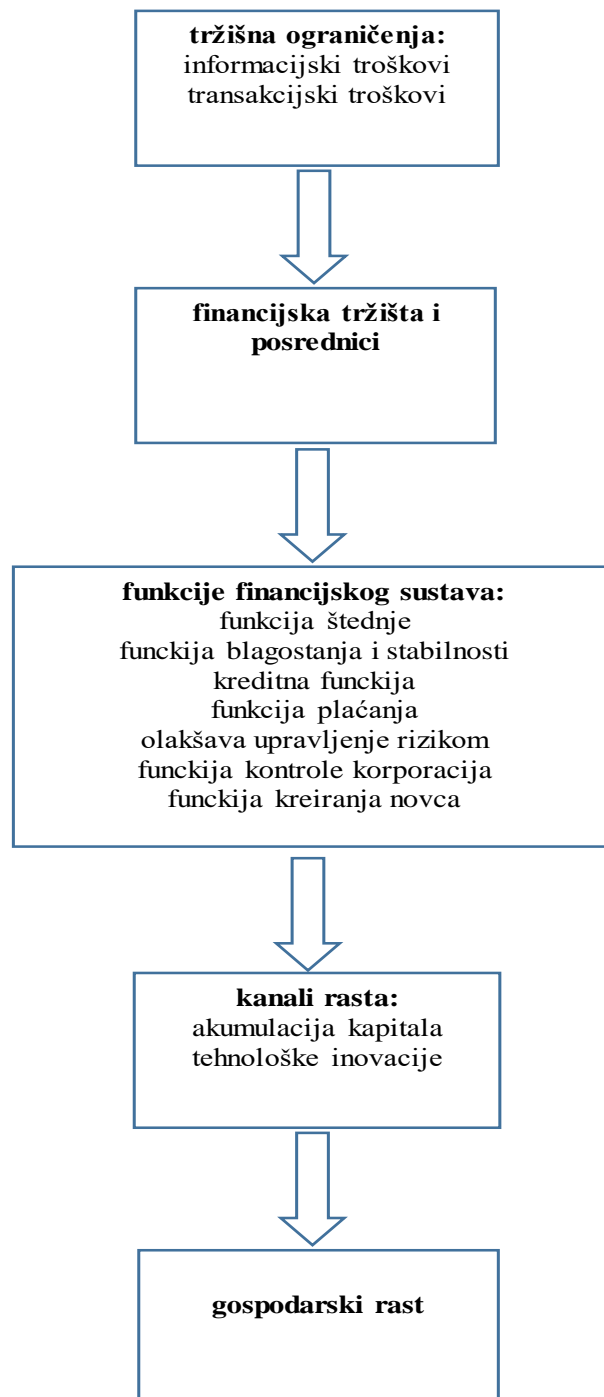 tržišna ograničenja:
informacijski troškovi
transakcijski troškovi
financijska tržišta i
posrednici
funkcije financijskog sustava:
funkcija štednje
funckija blagostanja i stabilnosti
kreditna funckija
funkcija plaćanja
olakšava upravljenje rizikom
funckija kontrole korporacija
funckija kreiranja novca
kanali rasta:
akumulacija kapitala
tehnološke inovacije
gospodarski rast